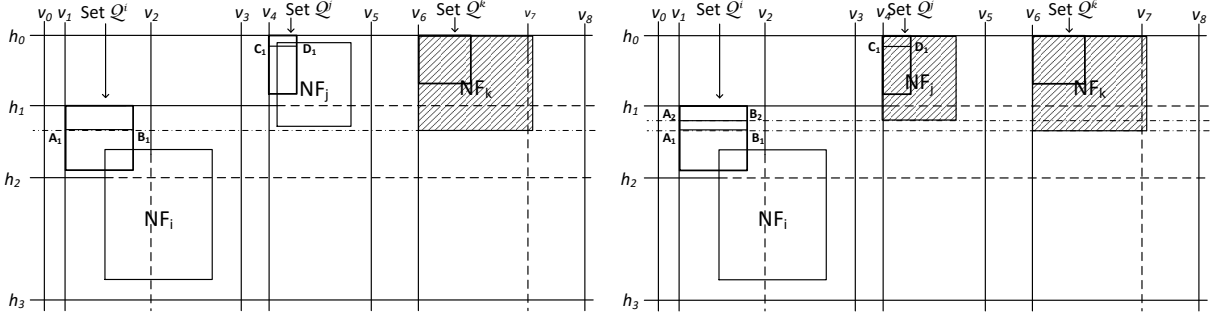 Set 𝒬ⁱ Set 𝒬ʲ Set 𝒬ᵏ
v₀ v₁ v₂ v₃ v₄ v₅ v₆ v₇ v₈
h₀
C₁ D₁
NFⱼ NFₖ
h₁
A₁ B₁
h₂
NFᵢ
h₃
Set 𝒬ⁱ Set 𝒬ʲ Set 𝒬ᵏ
v₀ v₁ v₂ v₃ v₄ v₅ v₆ v₇ v₈
h₀
C₁ D₁
NFⱼ NFₖ
h₁
A₂ B₂
A₁ B₁
h₂
NFᵢ
h₃